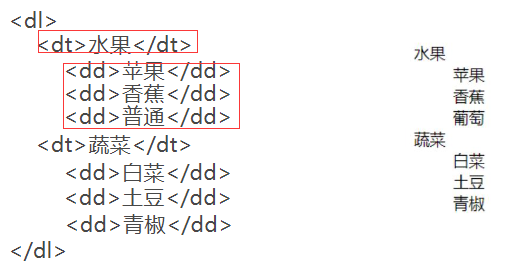 <dl>
<dt>水果</dt>
<dd>苹果</dd>
<dd>香蕉</dd>
<dd>普通</dd>
<dt>蔬菜</dt>
<dd>白菜</dd>
<dd>土豆</dd>
<dd>青椒</dd>
</dl>
水果
苹果
香蕉
葡萄
蔬菜
白菜
土豆
青椒